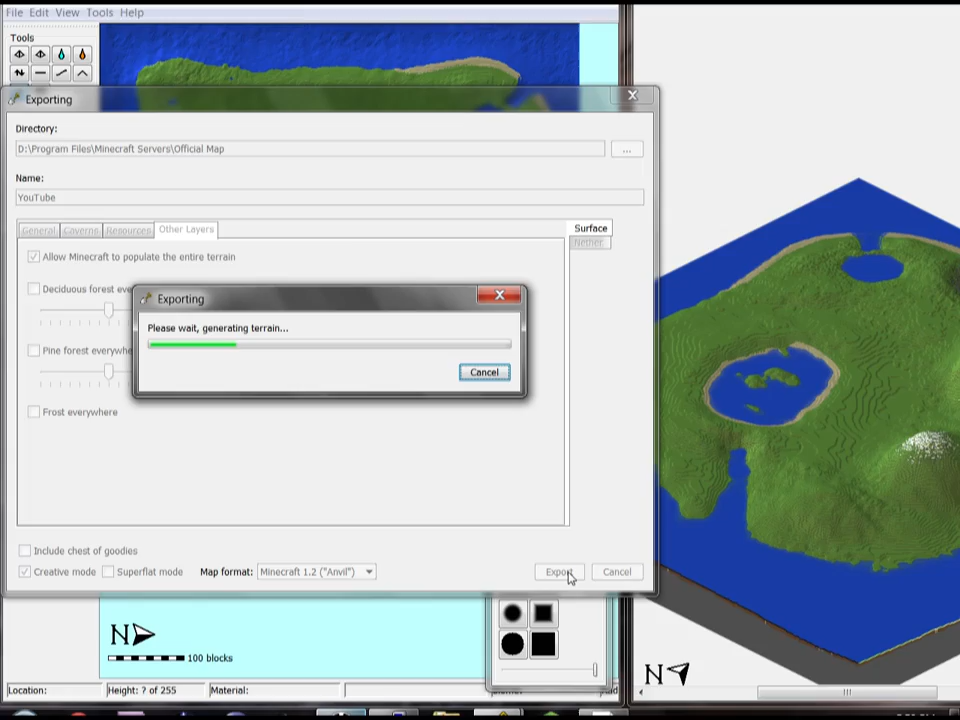 File Edit View Tools Help
Tools
Exporting
Directory:
D:\Program Files\Minecraft Servers\Official Map
...
Name:
YouTube
General Caverns Resources Other Layers
Surface
Nether
Allow Minecraft to populate the entire terrain
Deciduous forest eve
Exporting
Please wait, generating terrain...
Cancel
Pine forest everywhe
Frost everywhere
Include chest of goodies
Creative mode Superflat mode Map format: Minecraft 1.2 ("Anvil")
Export Cancel
N
100 blocks
N
Location: Height: ? of 255 Material: